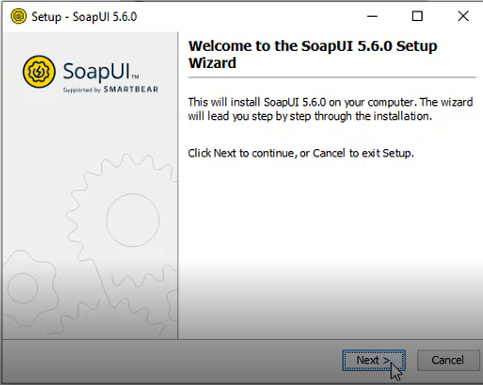 Setup - SoapUI 5.6.0
Welcome to the SoapUI 5.6.0 Setup
Wizard
SoapUI™
Supported by SMARTBEAR
This will install SoapUI 5.6.0 on your computer. The wizard
will lead you step by step through the installation.
Click Next to continue, or Cancel to exit Setup.
Next >
Cancel